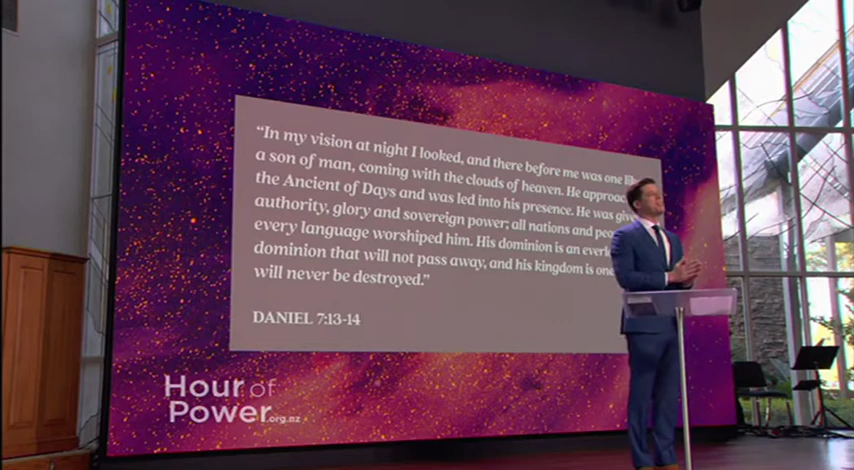 “In my vision at night I looked, and there before me was one
a son of man, coming with the clouds of heaven. He
the Ancient of Days and was led into his presence. He was
authority, glory and sovereign power; all nations and
every language worshiped him. His dominion is an
dominion that will not pass away, and his kingdom is
will never be destroyed.”
DANIEL 7:13-14
Hour of
Power.org.nz